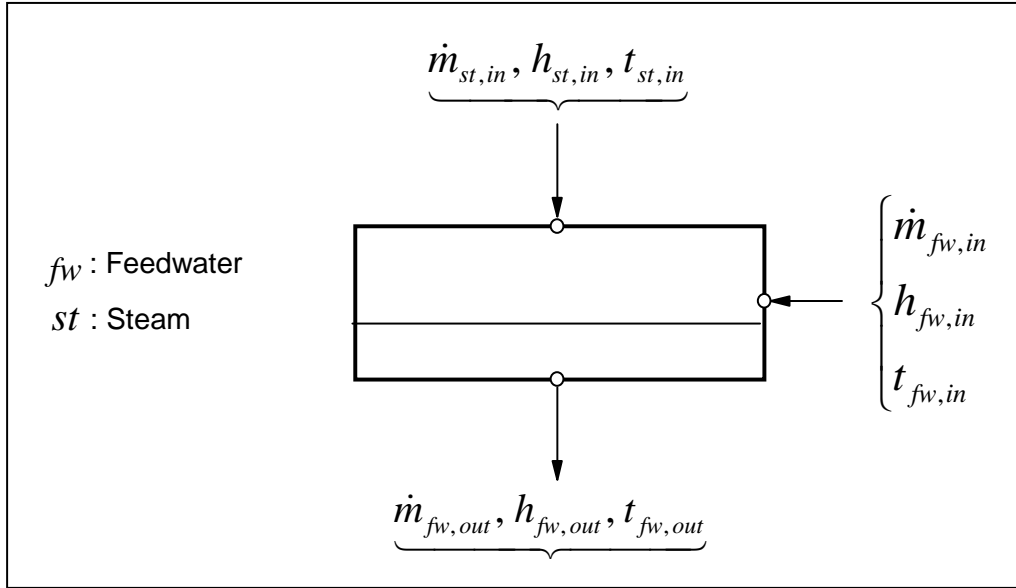 ṁ_{st,in}, h_{st,in}, t_{st,in}
fw : Feedwater
st : Steam
ṁ_{fw,in}
h_{fw,in}
t_{fw,in}
ṁ_{fw,out}, h_{fw,out}, t_{fw,out}